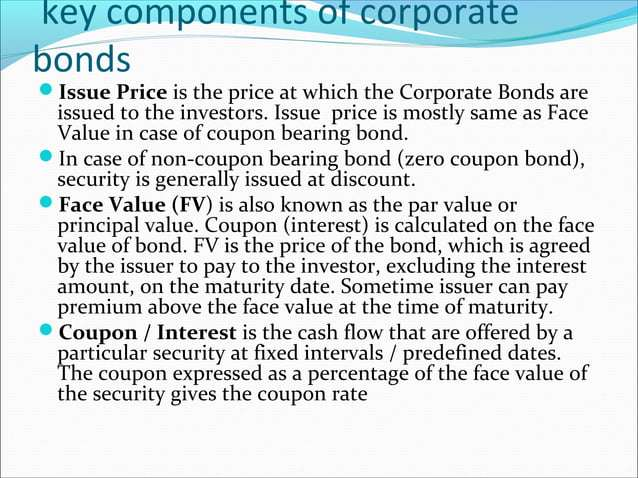 key components of corporate
bonds
Issue Price is the price at which the Corporate Bonds are
issued to the investors. Issue  price is mostly same as Face
Value in case of coupon bearing bond.
In case of non-coupon bearing bond (zero coupon bond),
security is generally issued at discount.
Face Value (FV) is also known as the par value or
principal value. Coupon (interest) is calculated on the face
value of bond. FV is the price of the bond, which is agreed
by the issuer to pay to the investor, excluding the interest
amount, on the maturity date. Sometime issuer can pay
premium above the face value at the time of maturity.
Coupon / Interest is the cash flow that are offered by a
particular security at fixed intervals / predefined dates.
The coupon expressed as a percentage of the face value of
the security gives the coupon rate